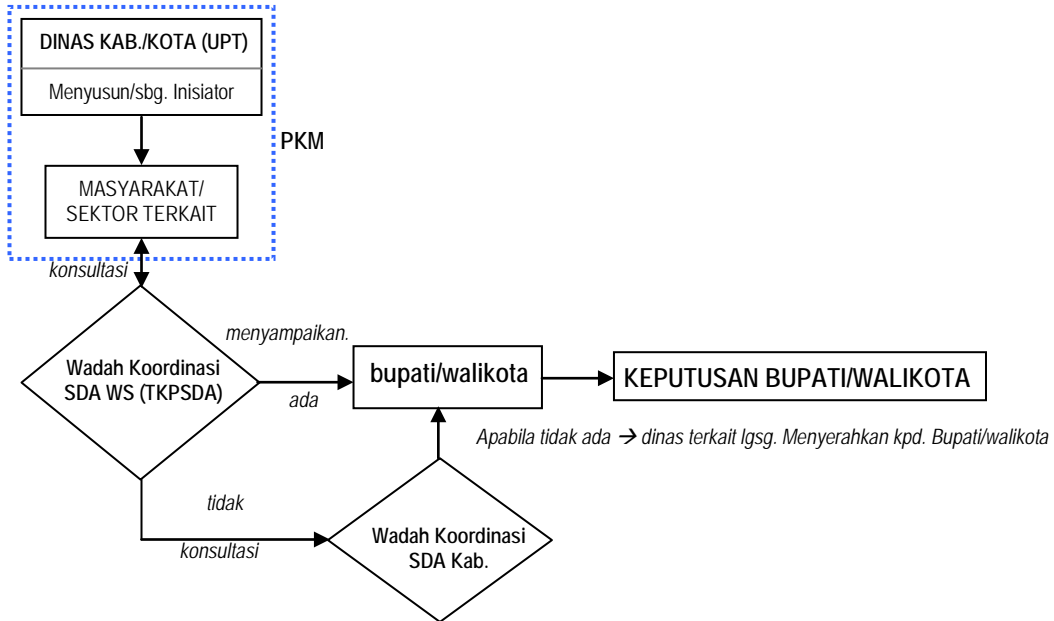 DINAS KAB./KOTA (UPT)
Menyusun/sbg. Inisiator
PKM
MASYARAKAT/
SEKTOR TERKAIT
konsultasi
menyampaikan.
Wadah Koordinasi
SDA WS (TKPSDA)
ada
bupati/walikota
KEPUTUSAN BUPATI/WALIKOTA
Apabila tidak ada → dinas terkait lgsg. Menyerahkan kpd. Bupati/walikota
tidak
konsultasi
Wadah Koordinasi
SDA Kab.